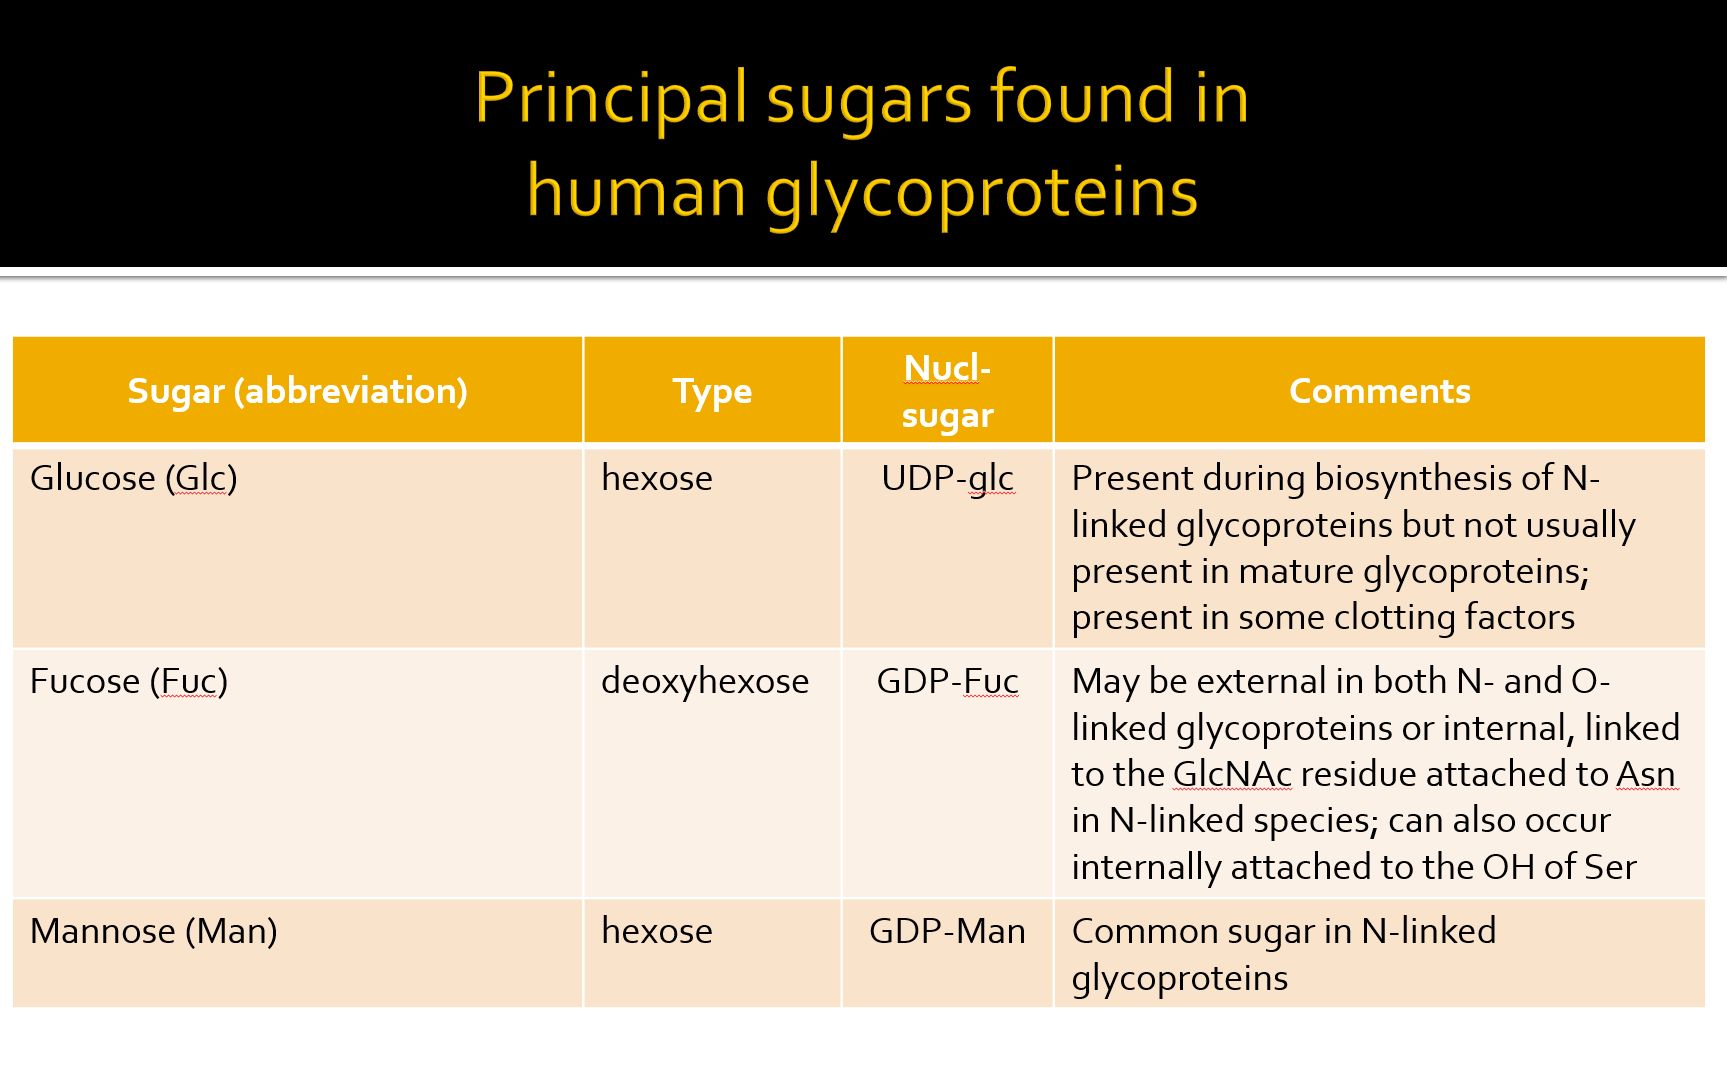 Principal sugars found in
human glycoproteins
Sugar (abbreviation)
Type
Nucl-
sugar
Comments
Glucose (Glc)
hexose
UDP-glc
Present during biosynthesis of N-
linked glycoproteins but not usually
present in mature glycoproteins;
present in some clotting factors
Fucose (Fuc)
deoxyhexose
GDP-Fuc
May be external in both N- and O-
linked glycoproteins or internal, linked
to the GlcNAc residue attached to Asn
in N-linked species; can also occur
internally attached to the OH of Ser
Mannose (Man)
hexose
GDP-Man
Common sugar in N-linked
glycoproteins